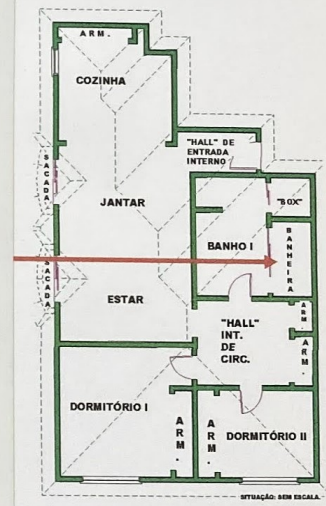 ARM.
COZINHA
"HALL" DE
ENTRADA
INTERNO
SACADA
JANTAR
"BOX"
BANHO I
BANHEIRA
SACADA
ESTAR
"HALL"
INT.
DE
CIRC.
ARM.
ARM.
DORMITÓRIO I
ARM.
ARM.
DORMITÓRIO II
SITUAÇÃO: SEM ESCALA.